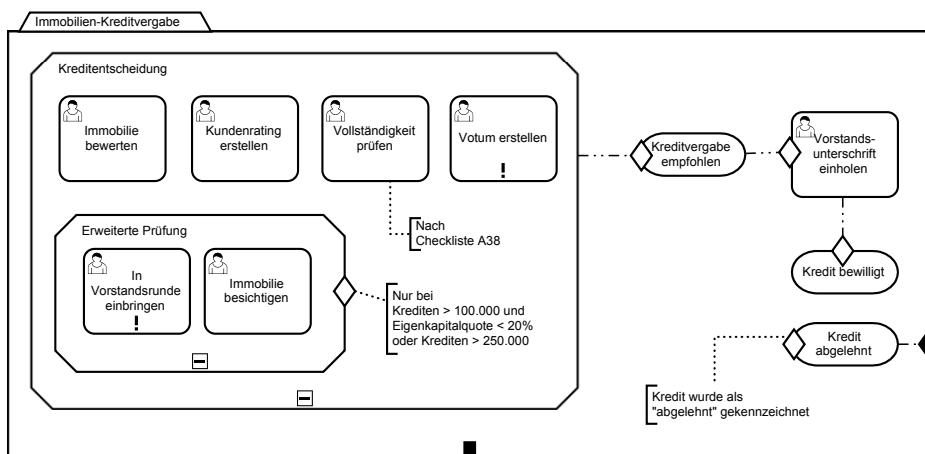 Immobilien-Kreditvergabe
Kreditentscheidung
Immobilie
bewerten
Kundenrating
erstellen
Vollständigkeit
prüfen
Votum erstellen
!
Kreditvergabe
empfohlen
Vorstands-
unterschrift
einholen
Nach
Checkliste A38
Erweiterte Prüfung
In
Vorstandsrunde
einbringen
!
Immobilie
besichtigen
Nur bei
Krediten > 100.000 und
Eigenkapitalquote < 20%
oder Krediten > 250.000
Kredit bewilligt
Kredit
abgelehnt
Kredit wurde als
"abgelehnt" gekennzeichnet